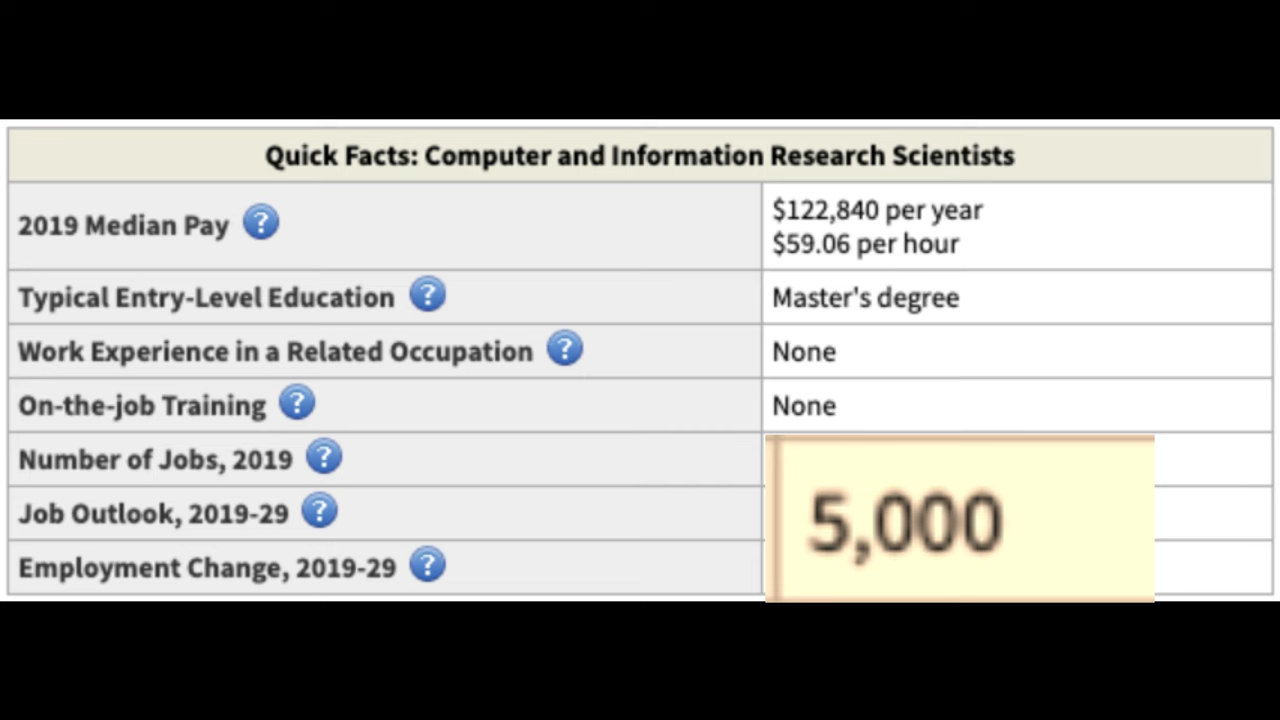 Quick Facts: Computer and Information Research Scientists
2019 Median Pay ?
$122,840 per year
$59.06 per hour
Typical Entry-Level Education ?
Master's degree
Work Experience in a Related Occupation ?
None
On-the-job Training ?
None
Number of Jobs, 2019 ?
Job Outlook, 2019-29 ?
5,000
Employment Change, 2019-29 ?